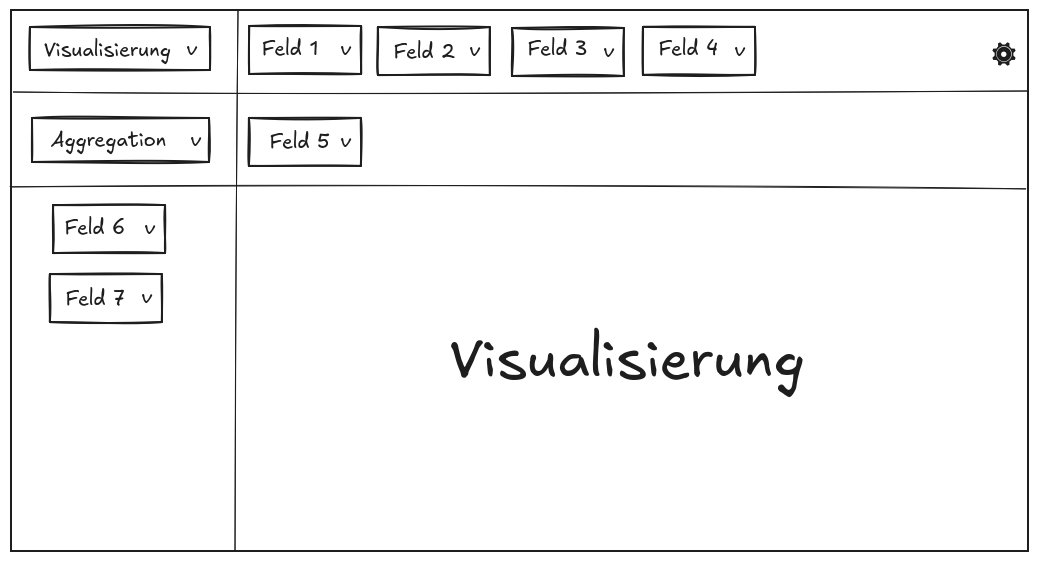 Visualisierung v
Feld 1 v
Feld 2 v
Feld 3 v
Feld 4 v
Aggregation v
Feld 5 v
Feld 6 v
Feld 7 v
Visualisierung